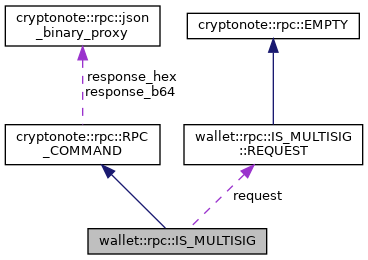 cryptonote::rpc::json
_binary_proxy
cryptonote::rpc::EMPTY
response_hex
response_b64
cryptonote::rpc::RPC
_COMMAND
wallet::rpc::IS_MULTISIG
::REQUEST
request
wallet::rpc::IS_MULTISIG